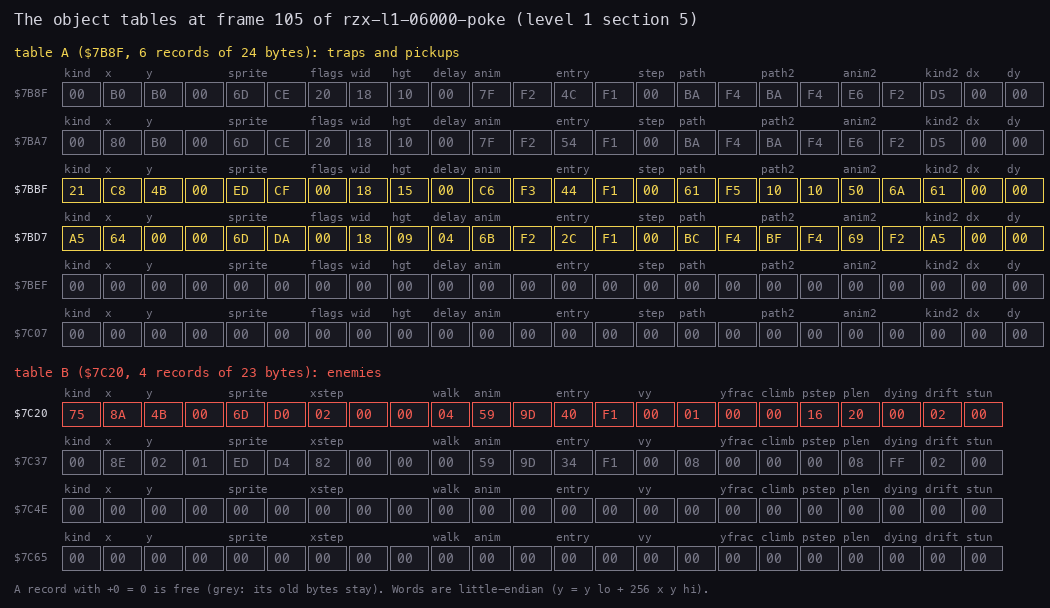 The object tables at frame 105 of rzx-l1-06000-poke (level 1 section 5)
table A ($7B8F, 6 records of 24 bytes): traps and pickups
kind x y sprite flags wid hgt delay anim entry step path path2 anim2 kind2 dx dy
$7B8F 00 B0 B0 00 6D CE 20 18 10 00 7F F2 4C F1 00 BA F4 BA F4 E6 F2 D5 00 00
kind x y sprite flags wid hgt delay anim entry step path path2 anim2 kind2 dx dy
$7BA7 00 80 B0 00 6D CE 20 18 10 00 7F F2 54 F1 00 BA F4 BA F4 E6 F2 D5 00 00
kind x y sprite flags wid hgt delay anim entry step path path2 anim2 kind2 dx dy
$7BBF 21 C8 4B 00 ED CF 00 18 15 00 C6 F3 44 F1 00 61 F5 10 10 50 6A 61 00 00
kind x y sprite flags wid hgt delay anim entry step path path2 anim2 kind2 dx dy
$7BD7 A5 64 00 00 6D DA 00 18 09 04 6B F2 2C F1 00 BC F4 BF F4 69 F2 A5 00 00
kind x y sprite flags wid hgt delay anim entry step path path2 anim2 kind2 dx dy
$7BEF 00 00 00 00 00 00 00 00 00 00 00 00 00 00 00 00 00 00 00 00 00 00 00 00
kind x y sprite flags wid hgt delay anim entry step path path2 anim2 kind2 dx dy
$7C07 00 00 00 00 00 00 00 00 00 00 00 00 00 00 00 00 00 00 00 00 00 00 00 00
table B ($7C20, 4 records of 23 bytes): enemies
kind x y sprite xstep walk anim entry vy yfrac climb pstep plen dying drift stun
$7C20 75 8A 4B 00 6D D0 02 00 00 04 59 9D 40 F1 00 01 00 00 16 20 00 02 00
kind x y sprite xstep walk anim entry vy yfrac climb pstep plen dying drift stun
$7C37 00 8E 02 01 ED D4 82 00 00 00 59 9D 34 F1 00 08 00 00 00 08 FF 02 00
kind x y sprite xstep walk anim entry vy yfrac climb pstep plen dying drift stun
$7C4E 00 00 00 00 00 00 00 00 00 00 00 00 00 00 00 00 00 00 00 00 00 00 00
kind x y sprite xstep walk anim entry vy yfrac climb pstep plen dying drift stun
$7C65 00 00 00 00 00 00 00 00 00 00 00 00 00 00 00 00 00 00 00 00 00 00 00
A record with +0 = 0 is free (grey: its old bytes stay). Words are little-endian (y = y lo + 256 x y hi).